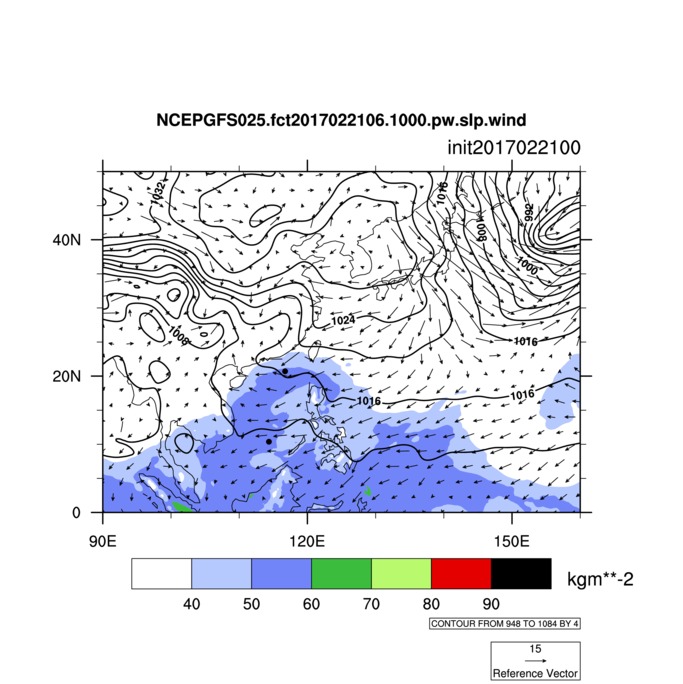 NCEPGFS025.fct2017022106.1000.pw.slp.wind
init2017022100
1032
1016
1008
992
1000
40N
1024
1016
1008
20N
1016
1016
0
90E 120E 150E
kgm**-2
40 50 60 70 80 90
CONTOUR FROM 948 TO 1084 BY 4
15
Reference Vector